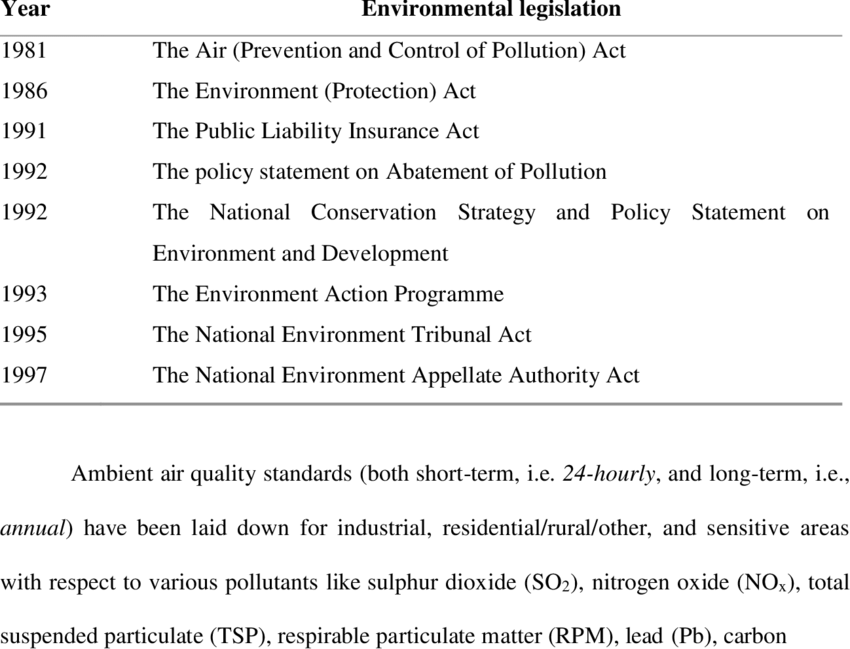 Year Environmental legislation
1981 The Air (Prevention and Control of Pollution) Act
1986 The Environment (Protection) Act
1991 The Public Liability Insurance Act
1992 The policy statement on Abatement of Pollution
1992 The National Conservation Strategy and Policy Statement on
Environment and Development
1993 The Environment Action Programme
1995 The National Environment Tribunal Act
1997 The National Environment Appellate Authority Act
Ambient air quality standards (both short-term, i.e. 24-hourly, and long-term, i.e.,
annual) have been laid down for industrial, residential/rural/other, and sensitive areas
with respect to various pollutants like sulphur dioxide (SO₂), nitrogen oxide (NOₓ), total
suspended particulate (TSP), respirable particulate matter (RPM), lead (Pb), carbon